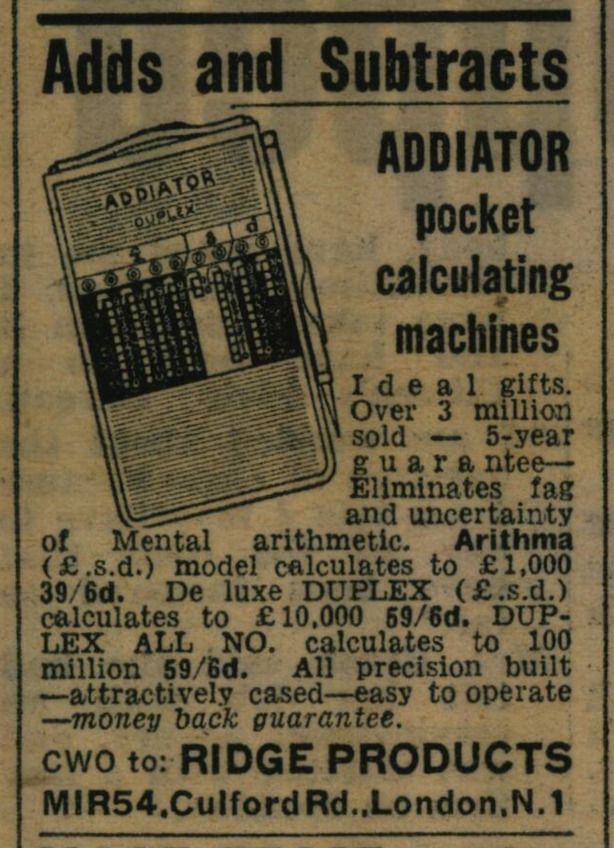 Adds and Subtracts
ADDIATOR
DUPLEX
£ s d
ADDIATOR
pocket
calculating
machines
Ideal gifts.
Over 3 million
sold — 5-year
guarantee—
Eliminates fag
and uncertainty
of Mental arithmetic. Arithma
(£.s.d.) model calculates to £1,000
39/6d. De luxe DUPLEX (£.s.d.)
calculates to £10,000 59/6d. DUP-
LEX ALL NO. calculates to 100
million 59/6d. All precision built
—attractively cased—easy to operate
—money back guarantee.
CWO to: RIDGE PRODUCTS
MIR54,Culford Rd.,London,N.1